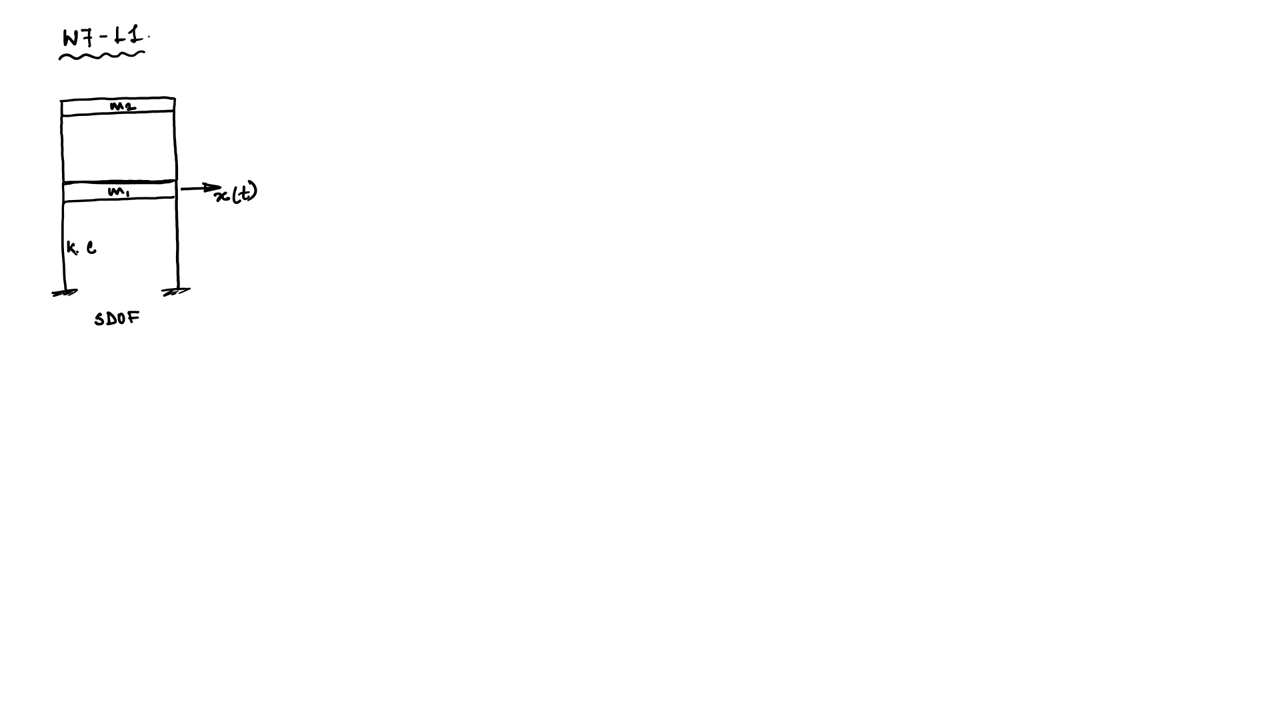 W7-L1.
m₂
m₁
x(t)
k. c
SDOF